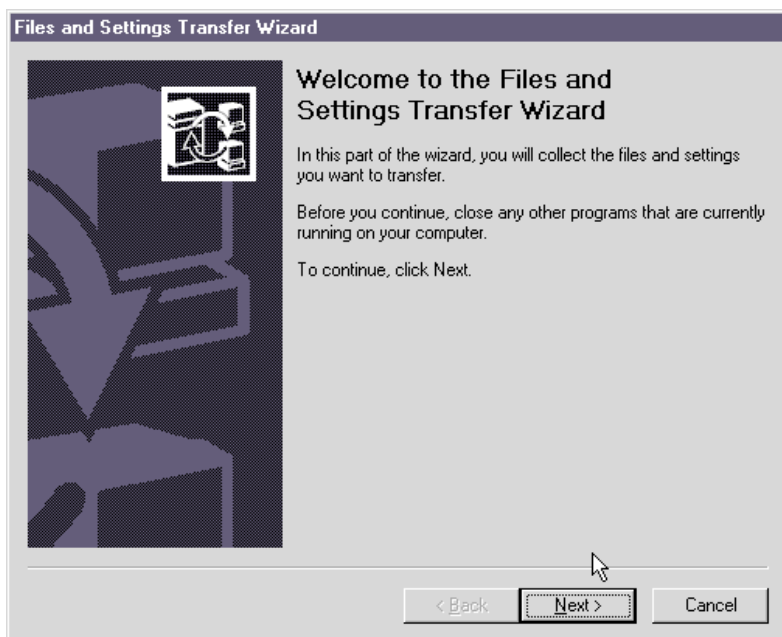 Files and Settings Transfer Wizard
Welcome to the Files and
Settings Transfer Wizard
In this part of the wizard, you will collect the files and settings
you want to transfer.
Before you continue, close any other programs that are currently
running on your computer.
To continue, click Next.
< Back
Next >
Cancel